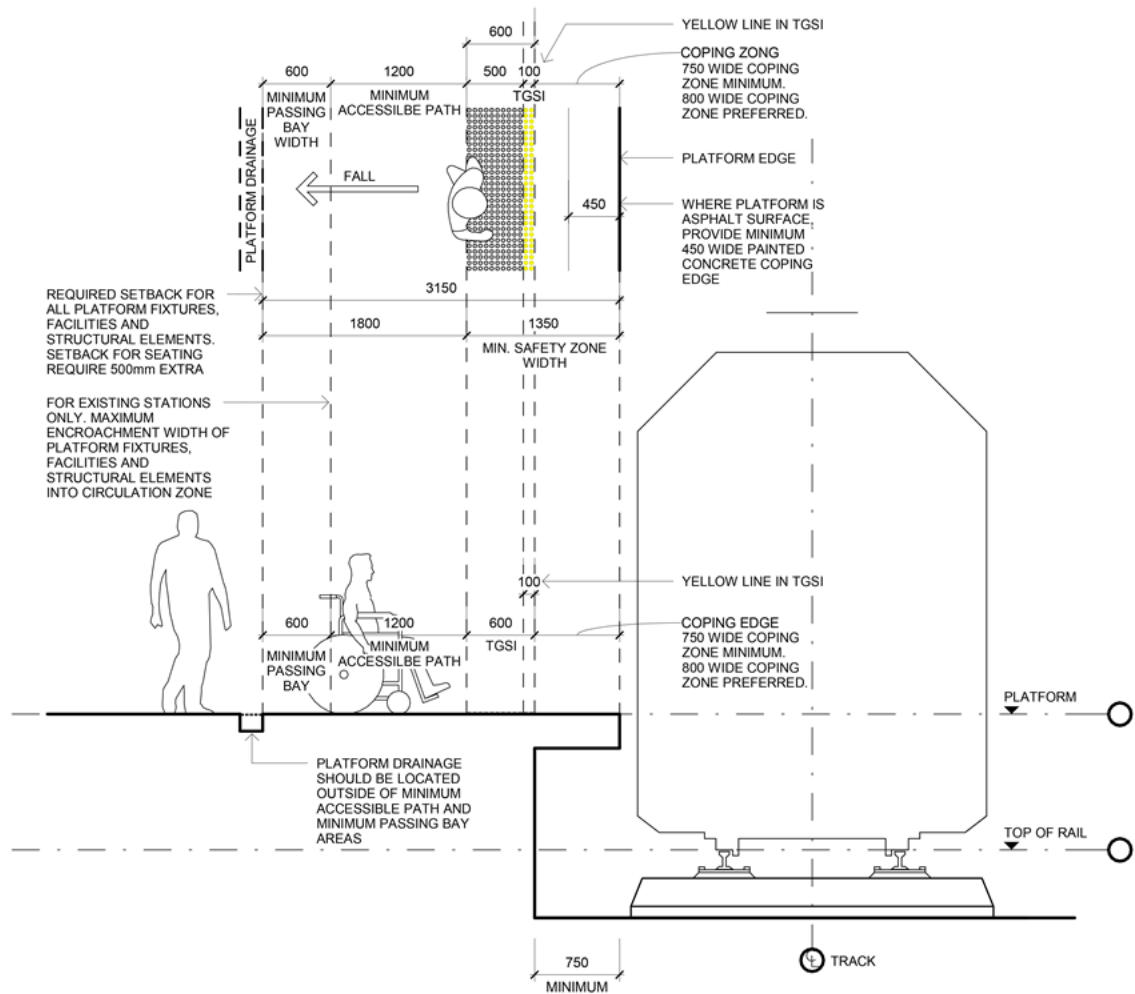 600
YELLOW LINE IN TGSI
COPING ZONG
750 WIDE COPING
ZONE MINIMUM.
800 WIDE COPING
ZONE PREFERRED.
600
1200
500
100
MINIMUM
PASSING
BAY
WIDTH
MINIMUM
ACCESSILBE PATH
TGSI
PLATFORM DRAINAGE
FALL
450
PLATFORM EDGE
WHERE PLATFORM IS
ASPHALT SURFACE,
PROVIDE MINIMUM
450 WIDE PAINTED
CONCRETE COPING
EDGE
3150
1800
1350
MIN. SAFETY ZONE
WIDTH
REQUIRED SETBACK FOR
ALL PLATFORM FIXTURES,
FACILITIES AND
STRUCTURAL ELEMENTS.
SETBACK FOR SEATING
REQUIRE 500mm EXTRA
FOR EXISTING STATIONS
ONLY. MAXIMUM
ENCROACHMENT WIDTH OF
PLATFORM FIXTURES,
FACILITIES AND
STRUCTURAL ELEMENTS
INTO CIRCULATION ZONE
100
YELLOW LINE IN TGSI
600
1200
600
MINIMUM
PASSING
BAY
MINIMUM
ACCESSILBE PATH
TGSI
COPING EDGE
750 WIDE COPING
ZONE MINIMUM.
800 WIDE COPING
ZONE PREFERRED.
PLATFORM
PLATFORM DRAINAGE
SHOULD BE LOCATED
OUTSIDE OF MINIMUM
ACCESSIBLE PATH AND
MINIMUM PASSING BAY
AREAS
TOP OF RAIL
750
MINIMUM
CL TRACK